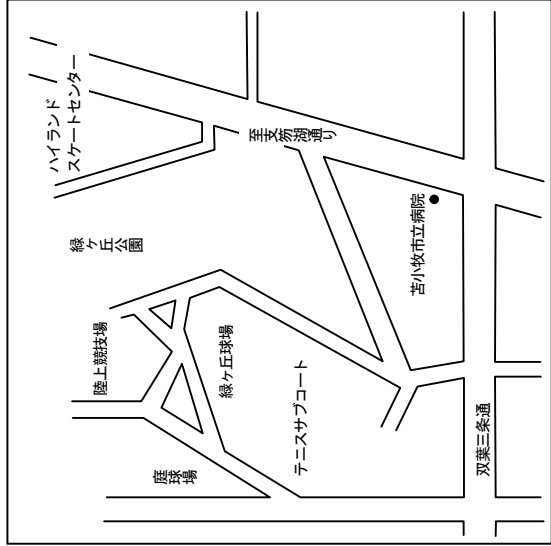 ハイランド
スケートセンター
緑ヶ丘公園
至支笏湖通り
陸上競技場
緑ヶ丘球場
苫小牧市立病院
テニスサブコート
庭球場
双葉三条通